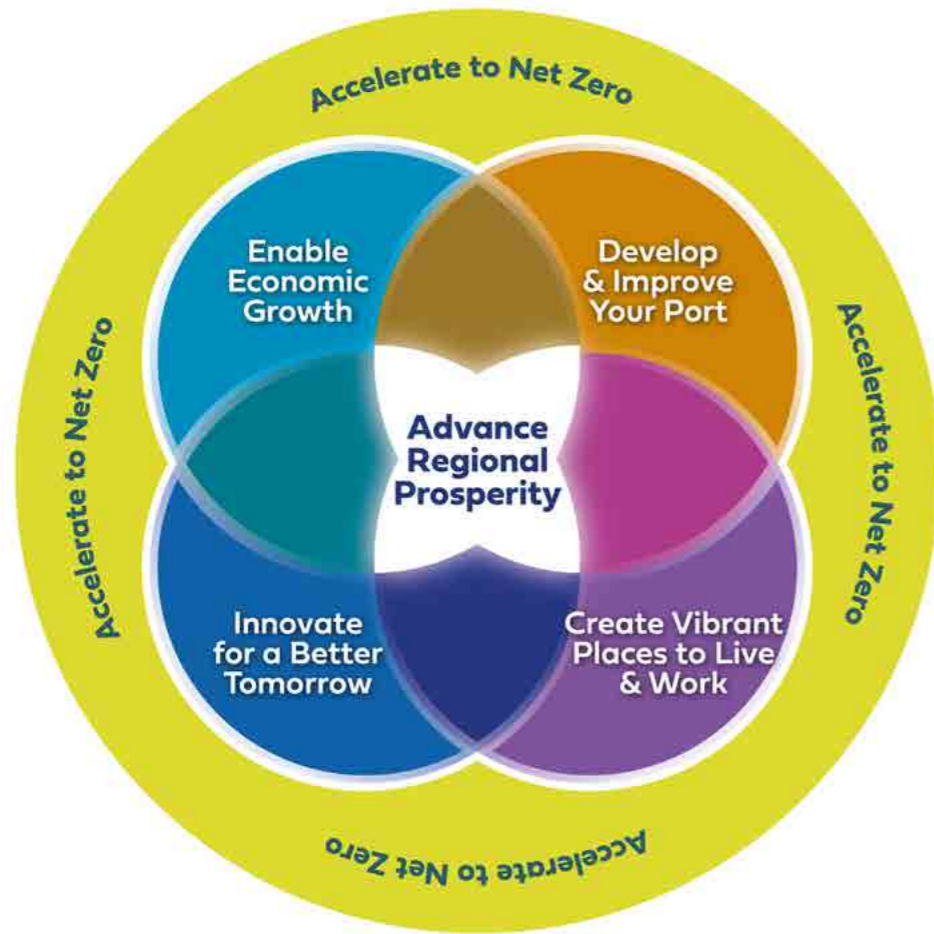 Accelerate to Net Zero
Enable
Economic
Growth
Develop
& Improve
Your Port
Accelerate to Net Zero
Accelerate to Net Zero
Advance
Regional
Prosperity
Innovate
for a Better
Tomorrow
Create Vibrant
Places to Live
& Work
Accelerate to Net Zero